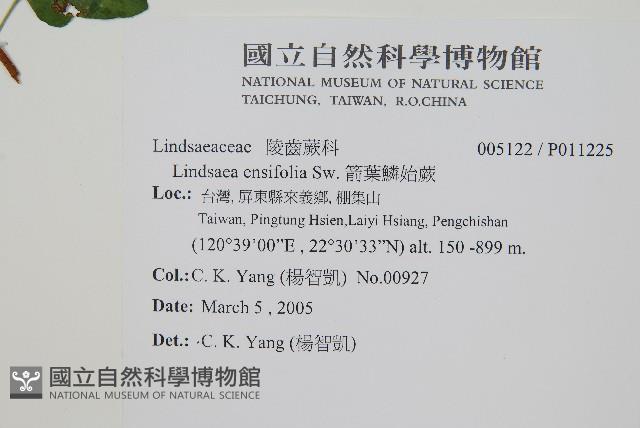 國立自然科學博物館
NATIONAL MUSEUM OF NATURAL SCIENCE
TAICHUNG, TAIWAN, R.O.CHINA
Lindsaeaceae 陵齒蕨科 005122 / P011225
Lindsaea ensifolia Sw. 箭葉鱗始蕨
Loc.: 台灣, 屏東縣來義鄉, 棚集山
Taiwan, Pingtung Hsien,Laiyi Hsiang, Pengchishan
(120°39'00"E , 22°30'33"N) alt. 150 -899 m.
Col.: C. K. Yang (楊智凱) No.00927
Date: March 5 , 2005
Det.: C. K. Yang (楊智凱)
國立自然科學博物館
NATIONAL MUSEUM OF NATURAL SCIENCE